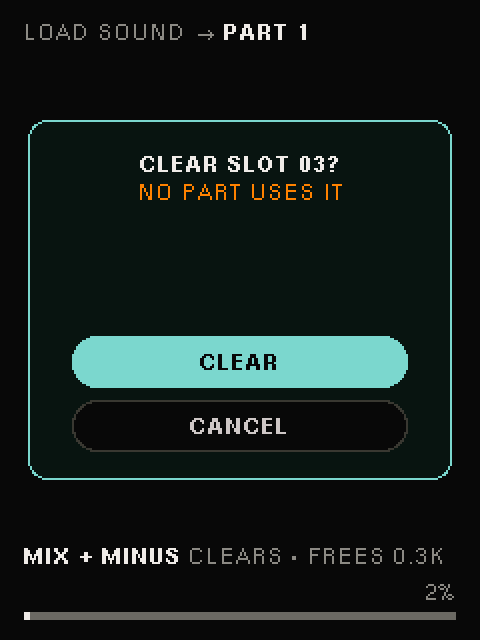 LOAD SOUND → PART 1
CLEAR SLOT 03?
NO PART USES IT
CLEAR
CANCEL
MIX + MINUS CLEARS · FREES 0.3K
2%